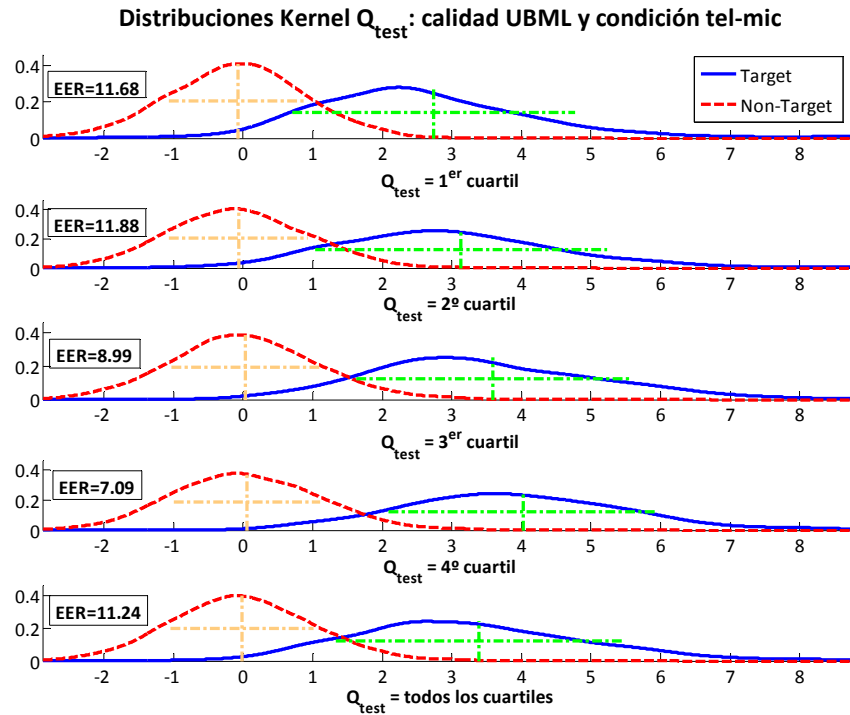 Distribuciones Kernel Q_test: calidad UBML y condición tel-mic
0.4
0.2
0
EER=11.68
Target
Non-Target
-2 -1 0 1 2 3 4 5 6 7 8
Q_test = 1er cuartil
0.4
0.2
0
EER=11.88
-2 -1 0 1 2 3 4 5 6 7 8
Q_test = 2º cuartil
0.4
0.2
0
EER=8.99
-2 -1 0 1 2 3 4 5 6 7 8
Q_test = 3er cuartil
0.4
0.2
0
EER=7.09
-2 -1 0 1 2 3 4 5 6 7 8
Q_test = 4º cuartil
0.4
0.2
0
EER=11.24
-2 -1 0 1 2 3 4 5 6 7 8
Q_test = todos los cuartiles